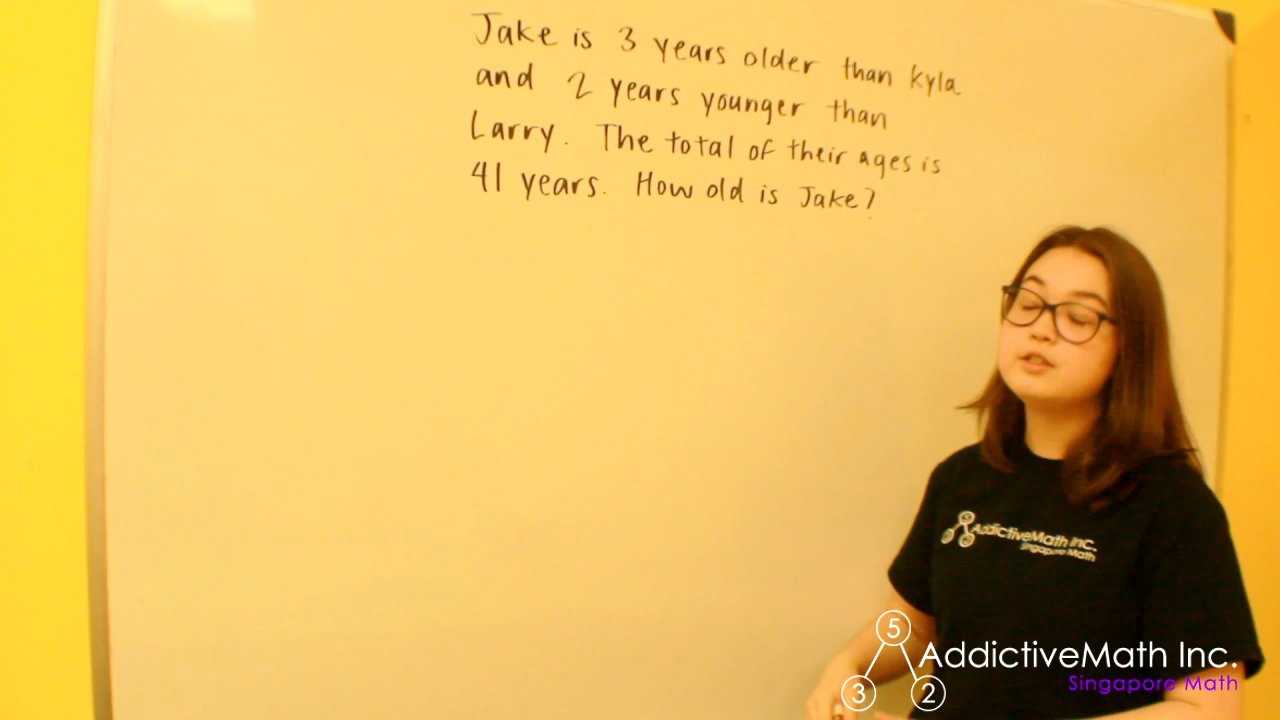 Jake is 3 years older than Kyla
and 2 years younger than
Larry. The total of their ages is
41 years. How old is Jake?
AddictiveMath Inc.
Singapore Math
5
AddictiveMath Inc.
Singapore Math
3 2